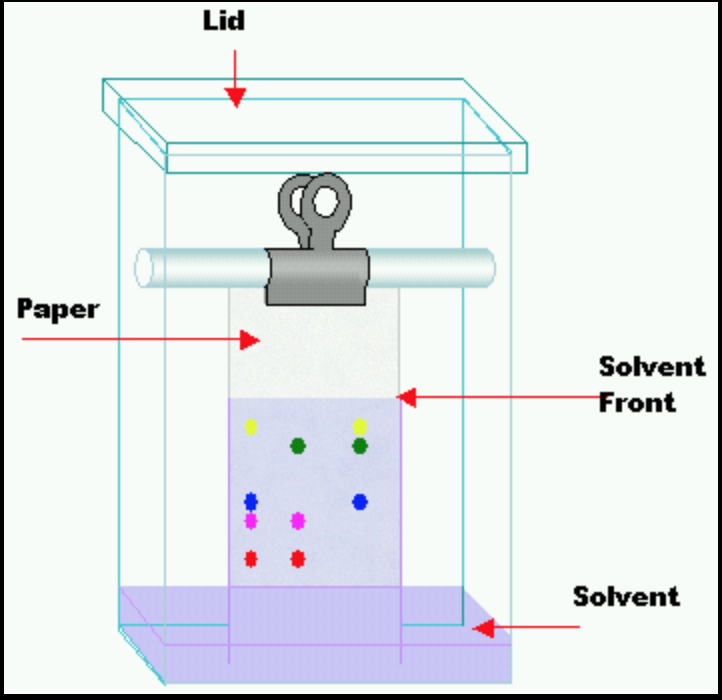 Lid
Paper
Solvent
Front
Solvent